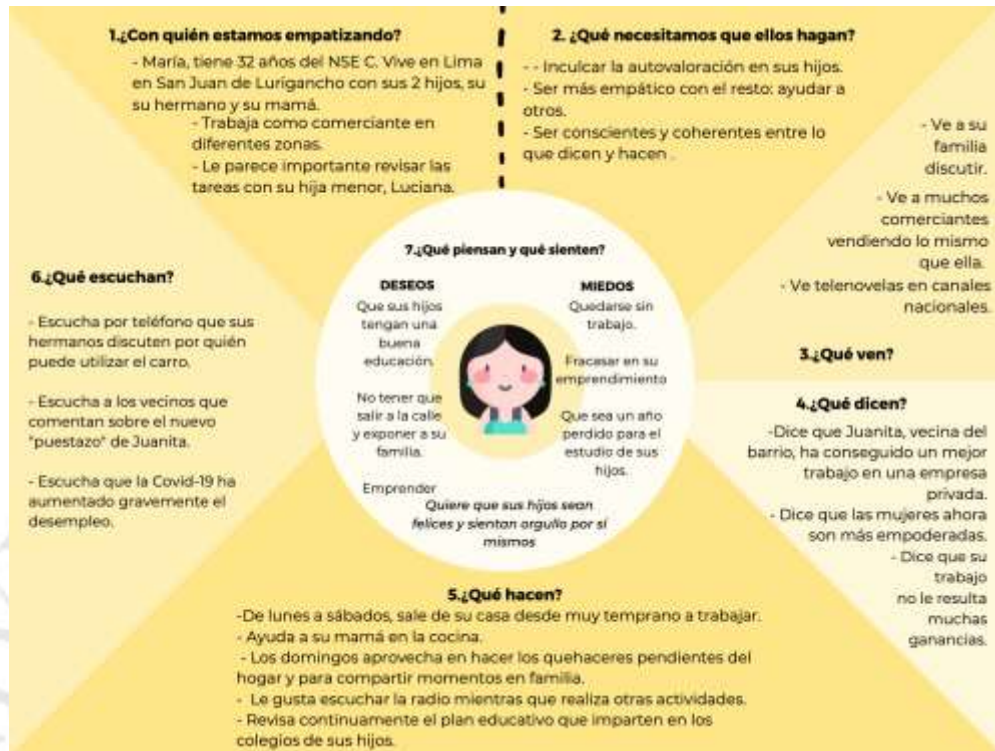 1.¿Con quién estamos empatizando?
- María, tiene 32 años del NSE C. Vive en Lima
en San Juan de Lurigancho con sus 2 hijos, su
su hermano y su mamá.
- Trabaja como comerciante en
diferentes zonas.
- Le parece importante revisar las
tareas con su hija menor, Luciana.
2. ¿Qué necesitamos que ellos hagan?
- - Inculcar la autovaloración en sus hijos.
- Ser más empático con el resto: ayudar a
otros.
- Ser conscientes y coherentes entre lo
que dicen y hacen .
- Ve a su
familia
discutir.
- Ve a muchos
comerciantes
vendiendo lo mismo
que ella.
- Ve telenovelas en canales
nacionales.
3.¿Qué ven?
4.¿Qué dicen?
-Dice que Juanita, vecina del
barrio, ha conseguido un mejor
trabajo en una empresa
privada.
- Dice que las mujeres ahora
son más empoderadas.
- Dice que su
trabajo
no le resulta
muchas
ganancias.
5.¿Qué hacen?
-De lunes a sábados, sale de su casa desde muy temprano a trabajar.
- Ayuda a su mamá en la cocina.
- Los domingos aprovecha en hacer los quehaceres pendientes del
hogar y para compartir momentos en familia.
- Le gusta escuchar la radio mientras que realiza otras actividades.
- Revisa continuamente el plan educativo que imparten en los
colegios de sus hijos.
6.¿Qué escuchan?
- Escucha por teléfono que sus
hermanos discuten por quién
puede utilizar el carro.
- Escucha a los vecinos que
comentan sobre el nuevo
"puestazo" de Juanita.
- Escucha que la Covid-19 ha
aumentado gravemente el
desempleo.
7.¿Qué piensan y qué sienten?
DESEOS
Que sus hijos
tengan una
buena
educación.
No tener que
salir a la calle
y exponer a su
familia.
Emprender
MIEDOS
Quedarse sin
trabajo.
Fracasar en su
emprendimiento
Que sea un año
perdido para el
estudio de sus
hijos.
Quiere que sus hijos sean
felices y sientan orgullo por sí
mismos